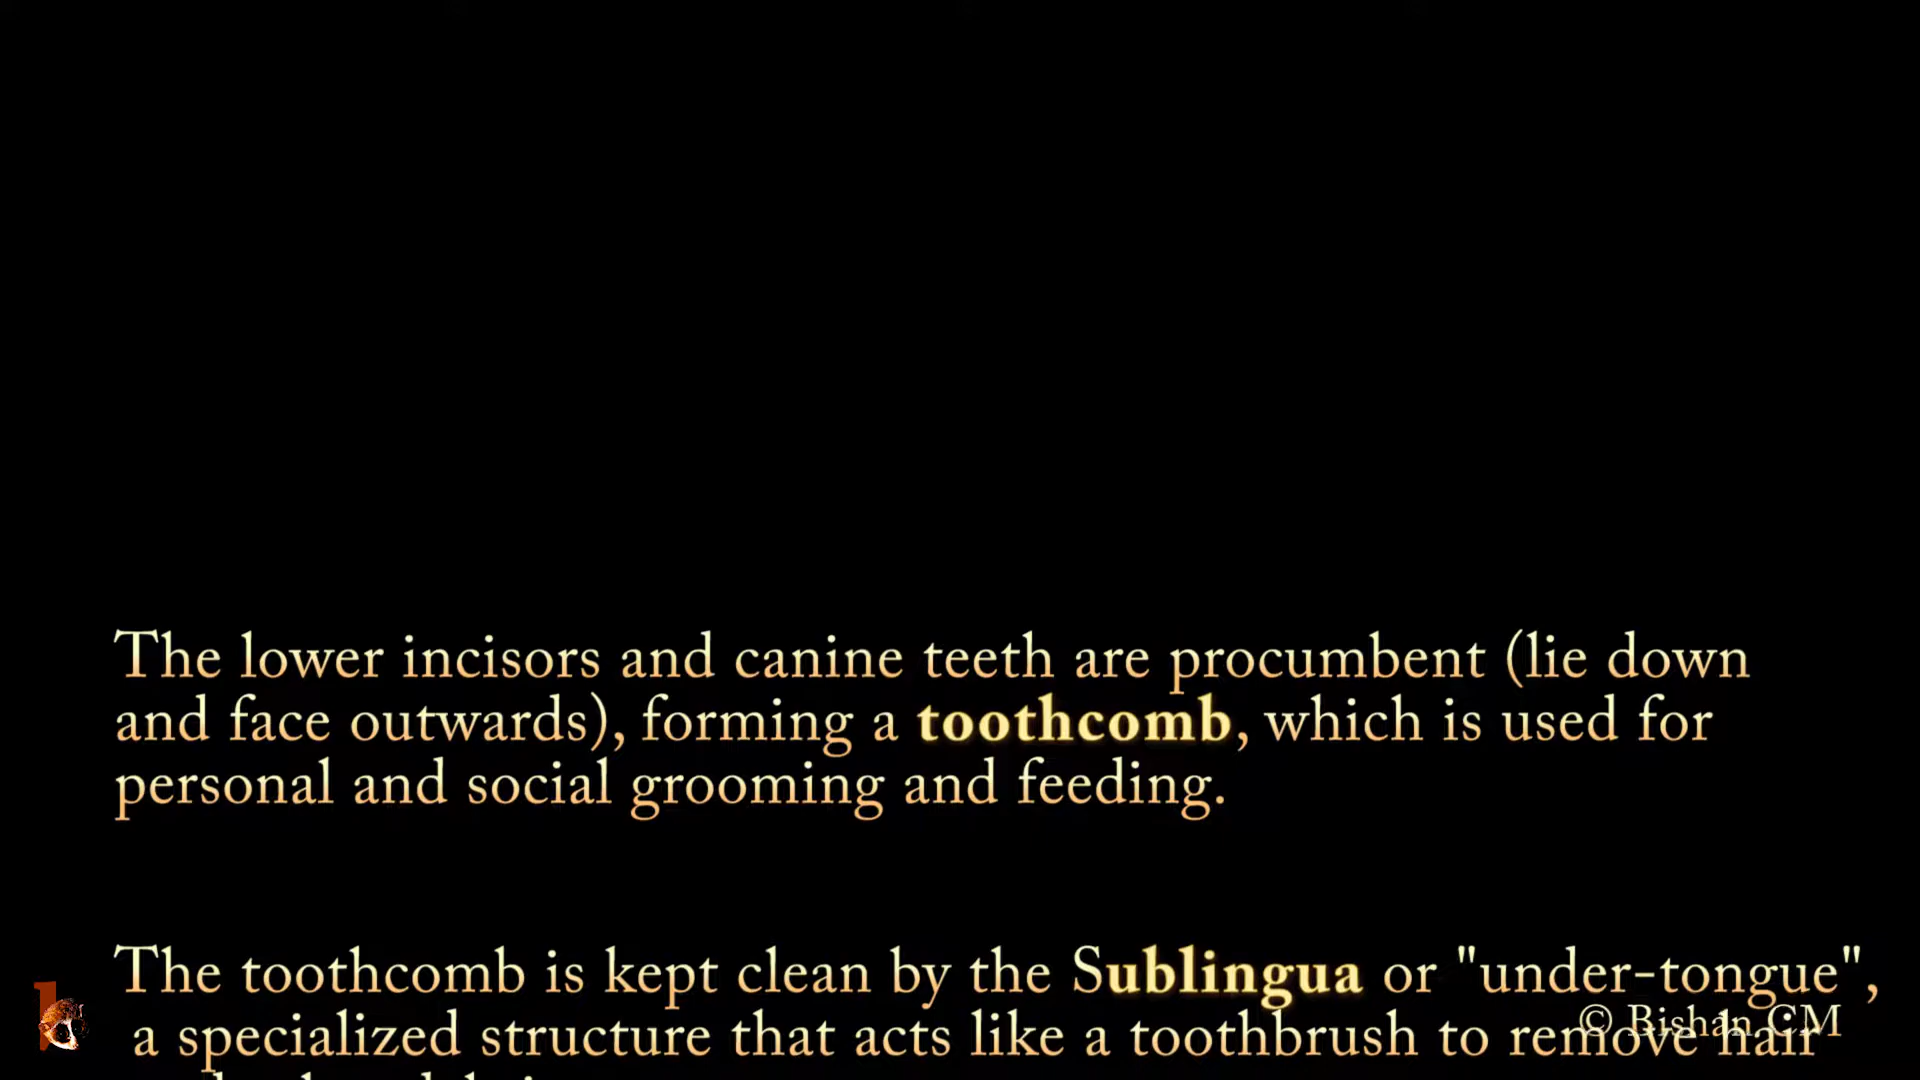 The lower incisors and canine teeth are procumbent (lie down
and face outwards), forming a toothcomb, which is used for
personal and social grooming and feeding.
The toothcomb is kept clean by the Sublingua or "under-tongue",
a specialized structure that acts like a toothbrush to remove hair
© Bishan CM